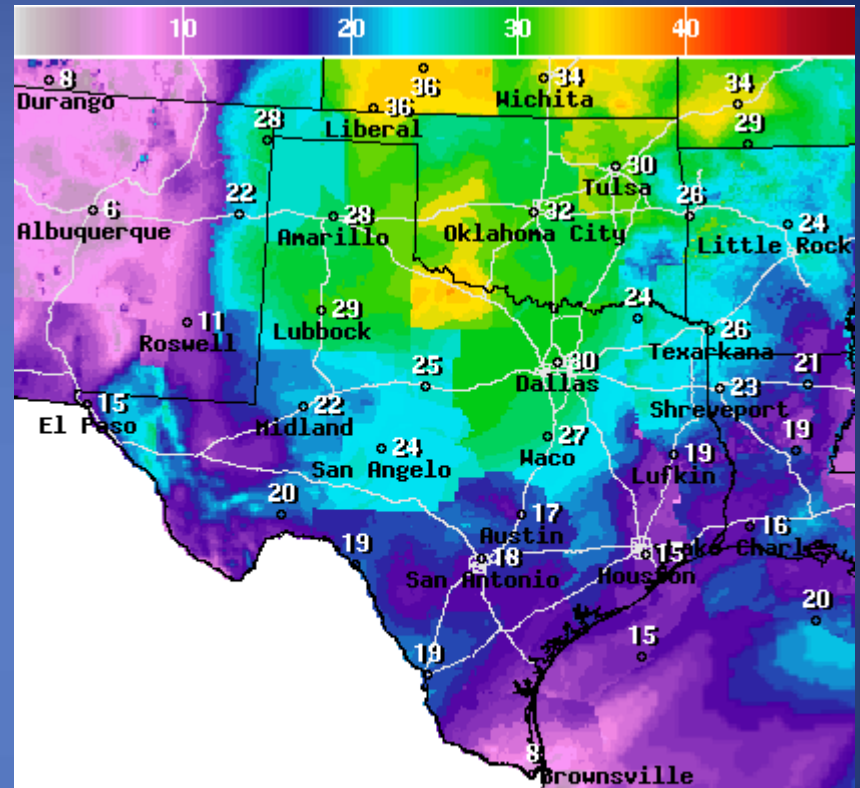 10 20 30 40
8 36 34 34
Durango Wichita
36
Liberal
28 29
30
Tulsa
6 22 28 32 26 24
Albuquerque Amarillo Oklahoma City Little Rock
11 29 24 26
Roswell Lubbock Texarkana
30
25 Dallas 23 21
15 22 Shreveport
El Paso Midland
24 27 19 19
San Angelo Waco Lufkin
20 17 16
Austin Lake Charles
19 18 15
San Antonio Houston
20
15
19
8
Brownsville